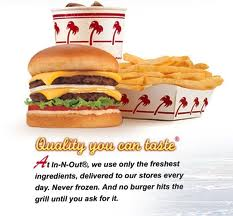 Quality you can taste®
At In-N-Out®, we use only the freshest
ingredients, delivered to our stores every
day. Never frozen. And no burger hits the
grill until you ask for it.